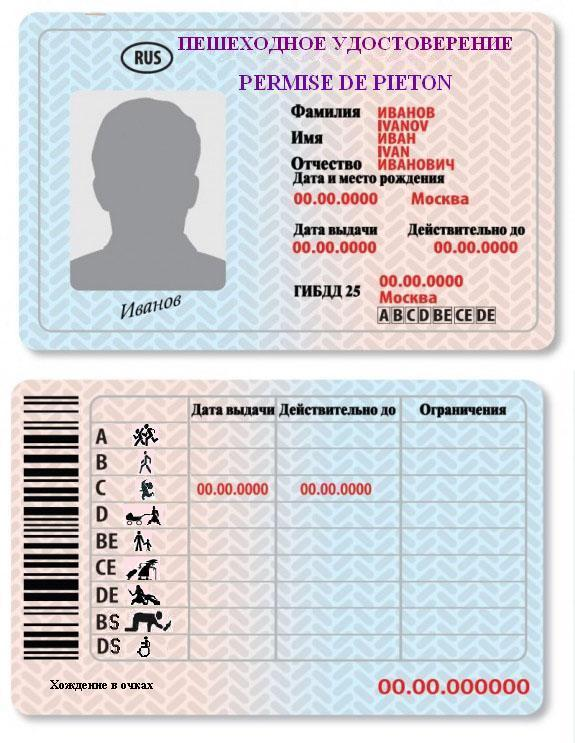 RUS
ПЕШЕХОДНОЕ УДОСТОВЕРЕНИЕ
PERMISE DE PIETON
Фамилия ИВАНОВ
IVANOV
Имя ИВАН
IVAN
Отчество ИВАНОВИЧ
Дата и место рождения
00.00.0000 Москва
Дата выдачи Действительно до
00.00.0000 00.00.0000
ГИБДД 25 00.00.0000
Москва
A B C D BE CE DE
Иванов
Дата выдачи Действительно до Ограничения
A
B
C 00.00.0000 00.00.0000
D
BE
CE
DE
BS
DS
Хождение в очках 00.00.000000